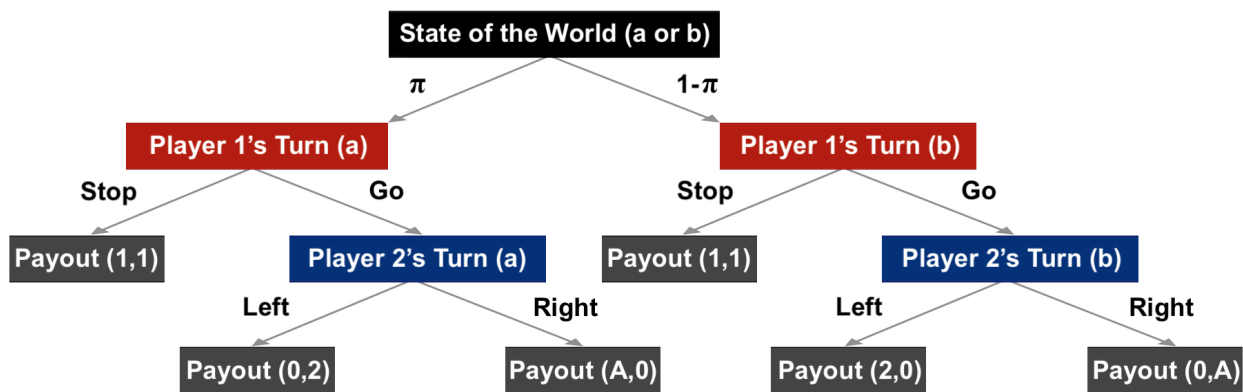 State of the World (a or b)
π
1-π
Player 1's Turn (a)
Player 1's Turn (b)
Stop
Go
Stop
Go
Payout (1,1)
Player 2's Turn (a)
Payout (1,1)
Player 2's Turn (b)
Left
Right
Left
Right
Payout (0,2)
Payout (A,0)
Payout (2,0)
Payout (0,A)